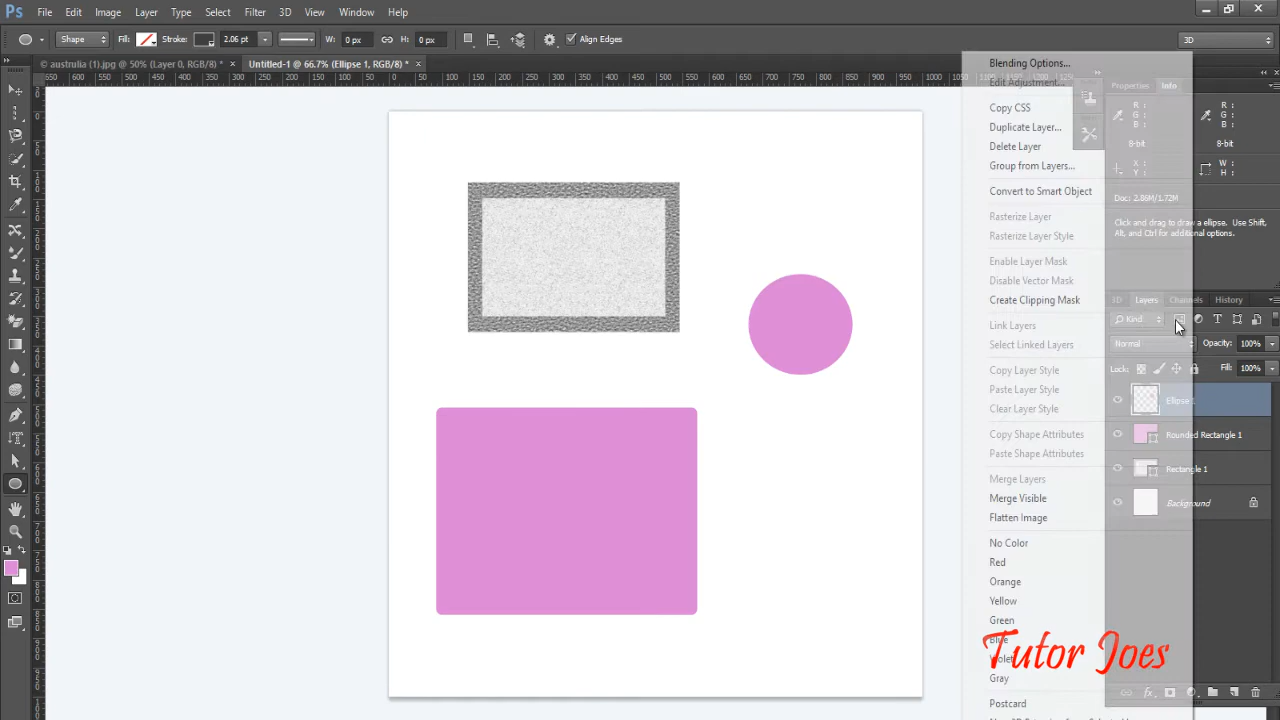 Ps File Edit Image Layer Type Select Filter 3D View Window Help
Shape Fill: Stroke: 2.06 pt W: 0 px H: 0 px Align Edges 3D
australia (1).jpg @ 50% (Layer 0, RGB/8) * × Untitled-1 @ 66.7% (Ellipse 1, RGB/8) * ×
Blending Options...
Edit Adjustment...
Copy CSS
Duplicate Layer...
Delete Layer
Group from Layers...
Convert to Smart Object
Rasterize Layer
Rasterize Layer Style
Enable Layer Mask
Disable Vector Mask
Create Clipping Mask
Link Layers
Select Linked Layers
Copy Layer Style
Paste Layer Style
Clear Layer Style
Copy Shape Attributes
Paste Shape Attributes
Merge Layers
Merge Visible
Flatten Image
No Color
Red
Orange
Yellow
Green
Blue
Violet
Gray
Postcard
Properties Info
R :
G :
B :
R :
G :
B :
8-bit 8-bit
X :
Y :
W :
H :
Doc: 2.86M/1.72M
Click and drag to draw a ellipse. Use Shift, Alt, and Ctrl for additional options.
3D Layers Channels History
Kind
Normal Opacity: 100%
Lock: Fill: 100%
Ellipse 1
Rounded Rectangle 1
Rectangle 1
Background
Tutor Joes